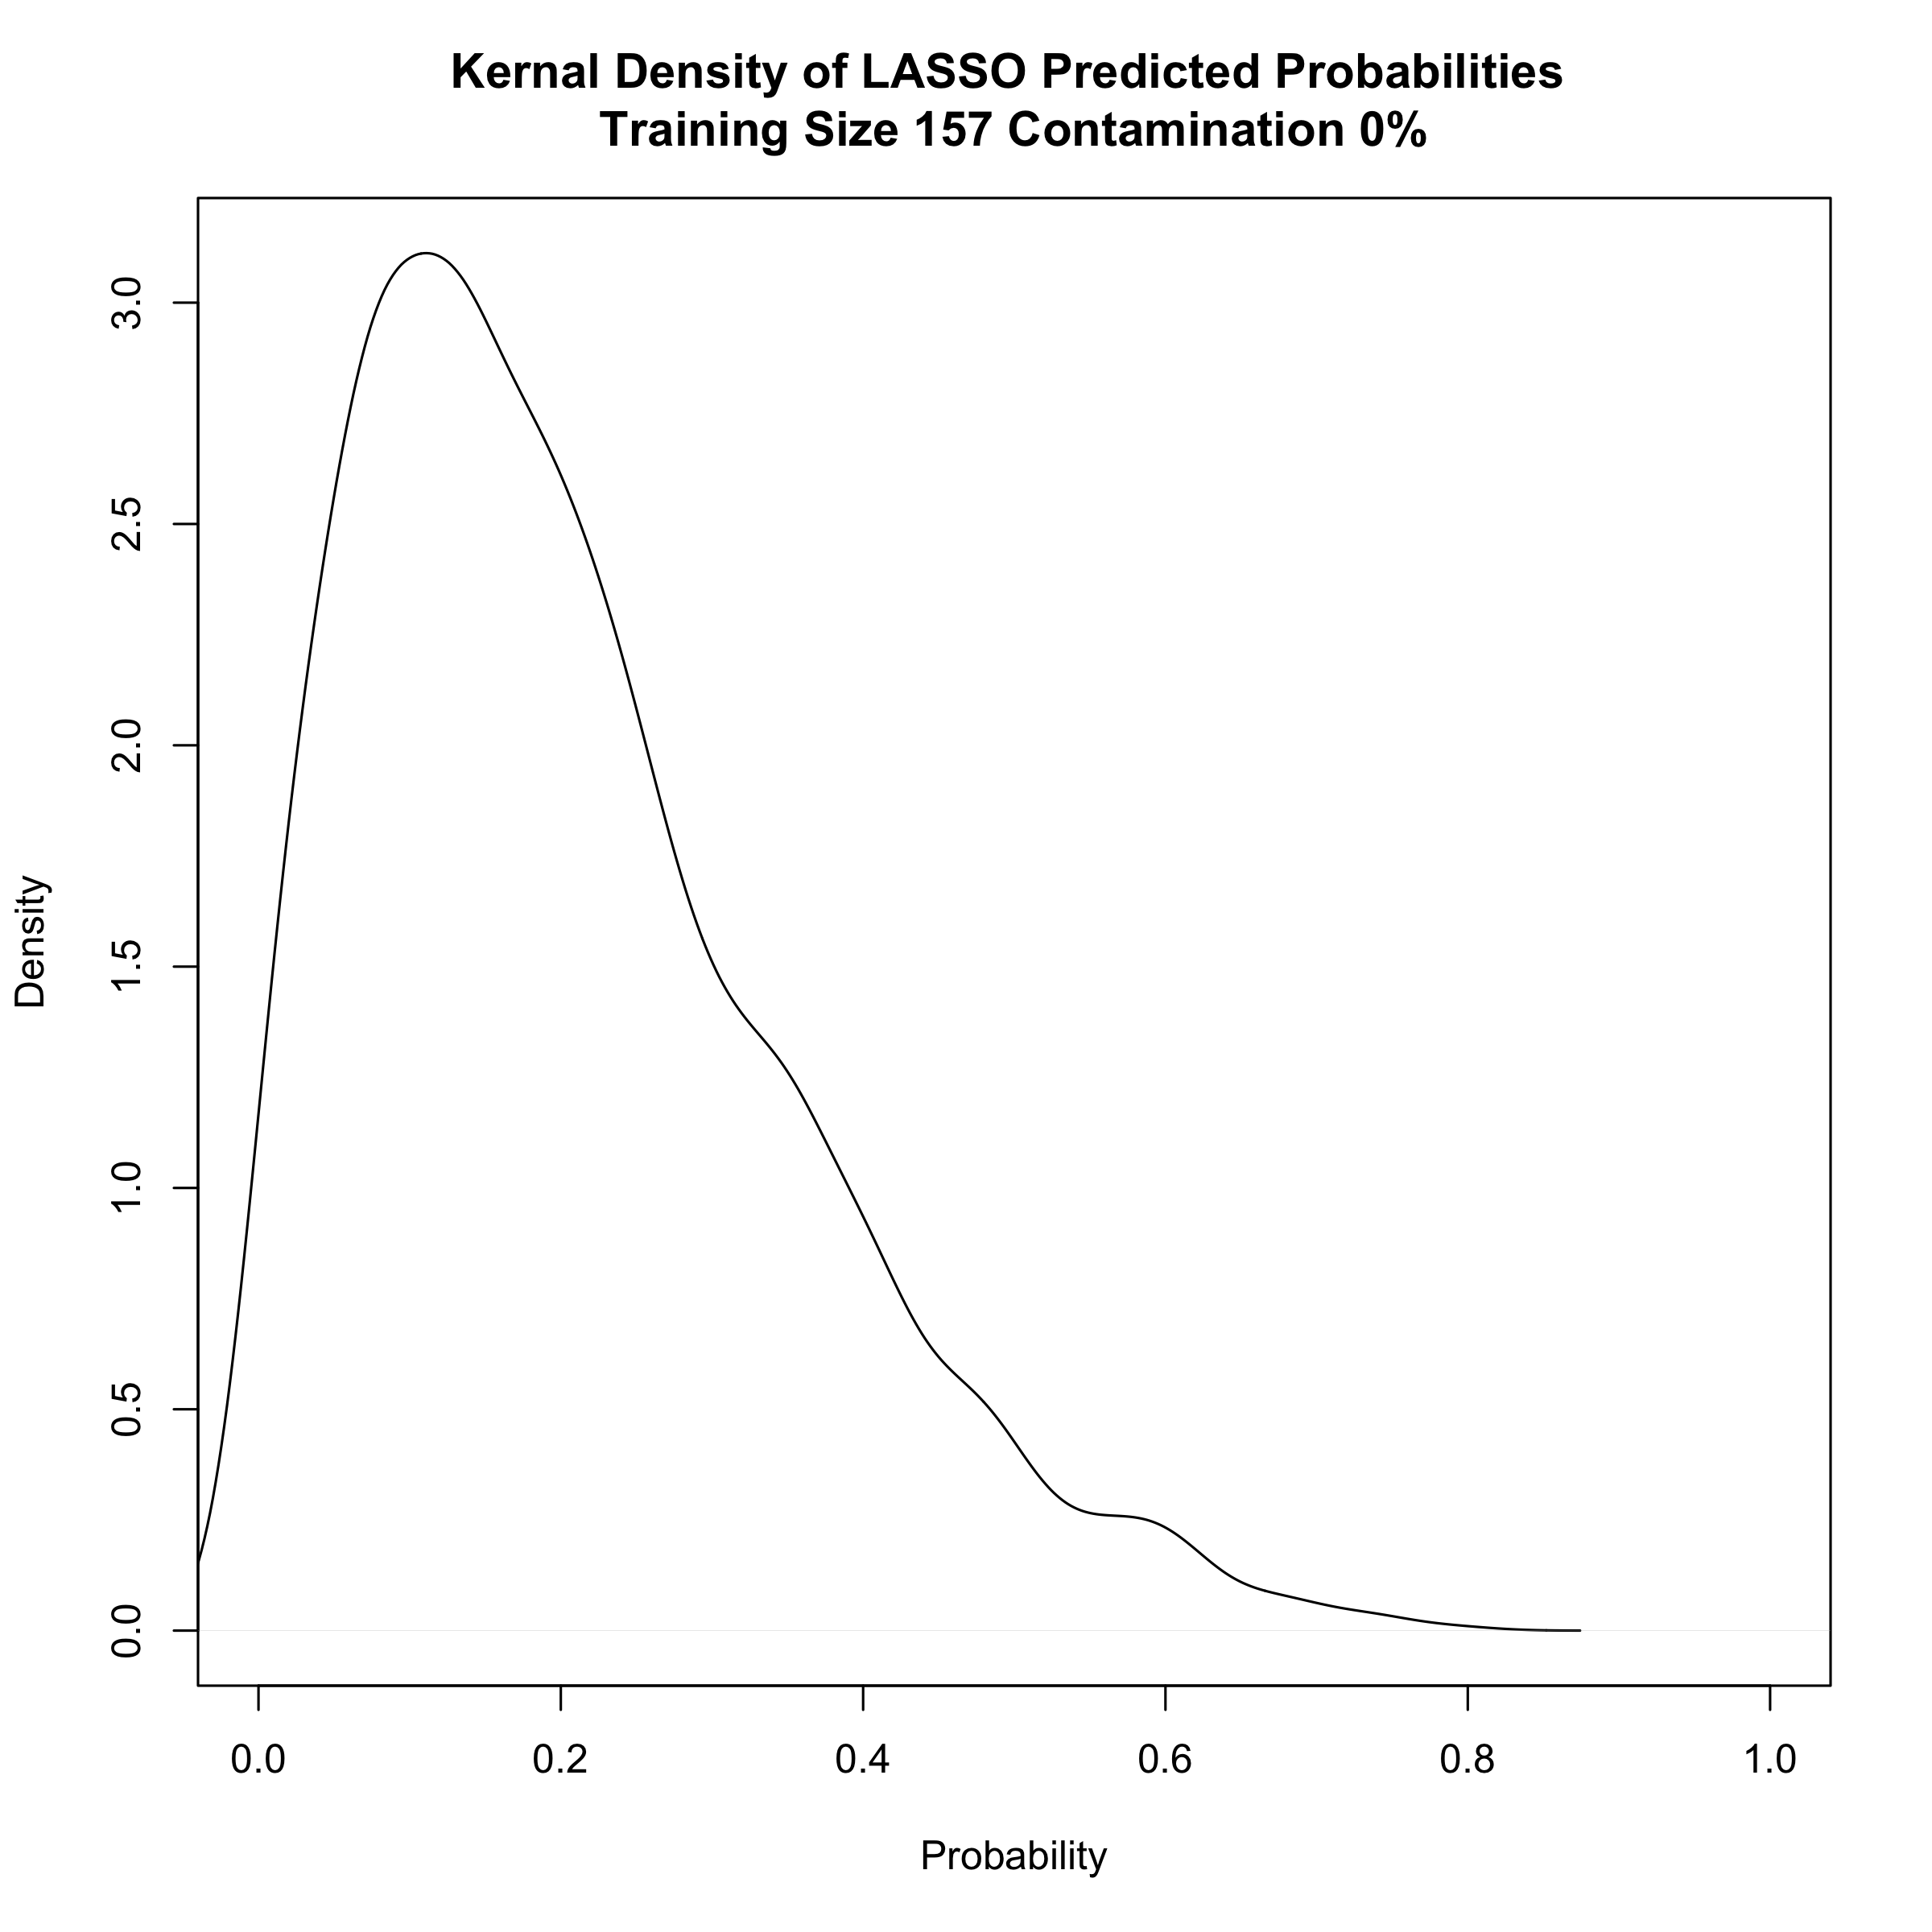 Kernal Density of LASSO Predicted Probabilities
Training Size 157 Contamination 0%
3.0
2.5
2.0
1.5
1.0
0.5
0.0
Density
0.0 0.2 0.4 0.6 0.8 1.0
Probability